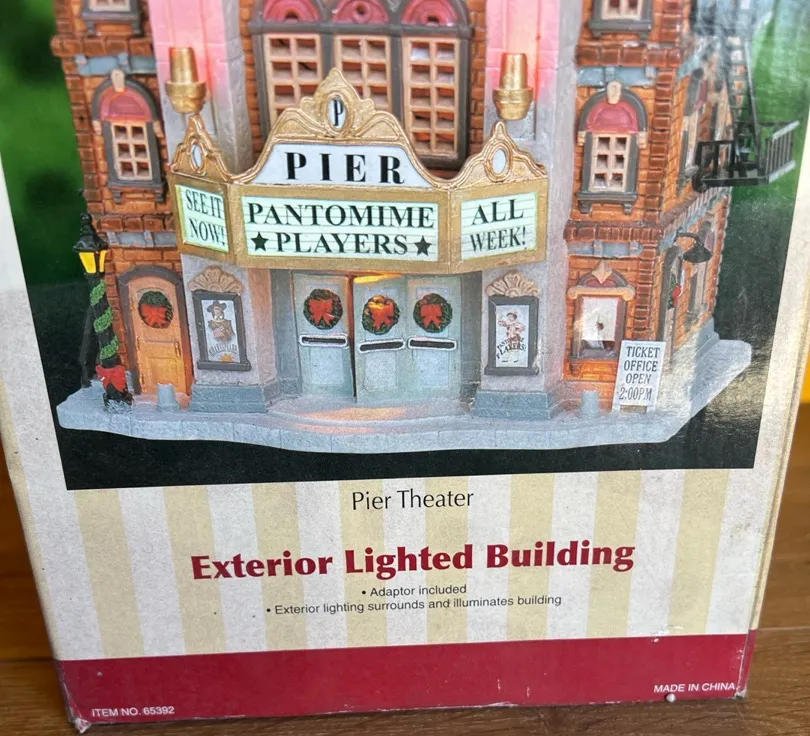 P
PIER
SEE IT
NOW!
PANTOMIME
★PLAYERS★
ALL
WEEK!
TICKET
OFFICE
OPEN
2:00PM
Pier Theater
Exterior Lighted Building
• Adaptor included
• Exterior lighting surrounds and illuminates building
ITEM NO. 65392
MADE IN CHINA